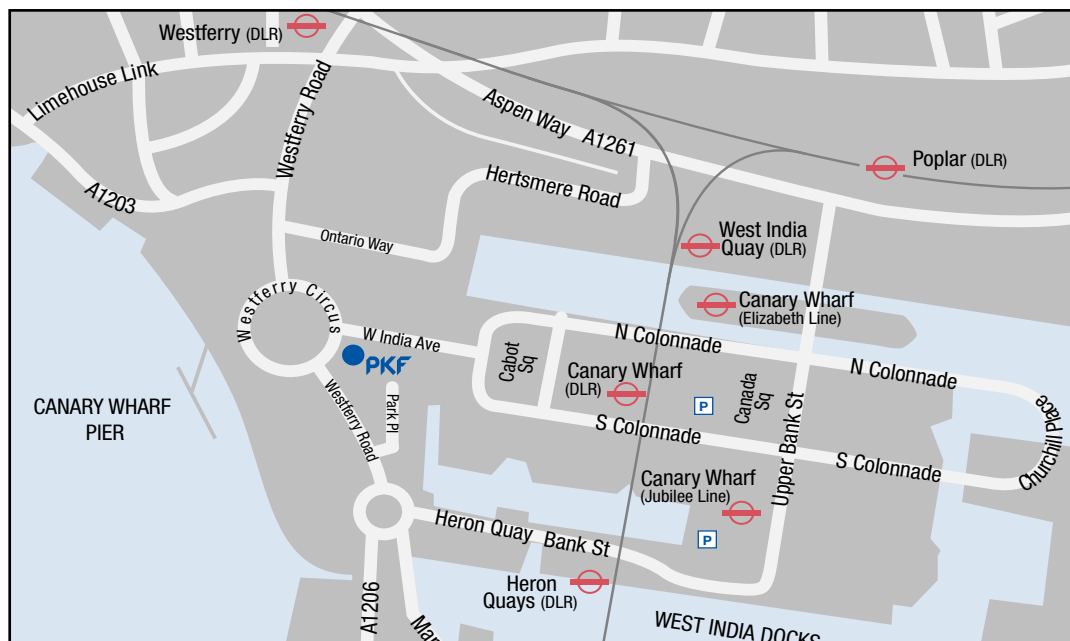 Westferry (DLR)
Limehouse Link
Westferry Road
Aspen Way A1261
Poplar (DLR)
A1203
Hertsmere Road
Ontario Way
West India
Quay (DLR)
Westferry Circus
Canary Wharf
(Elizabeth Line)
W India Ave
N Colonnade
PKF
Cabot
Sq
Canary Wharf
(DLR)
N Colonnade
CANARY WHARF
PIER
Westferry Road
Park Pl
P
Canada
Sq
Upper Bank St
Churchill Place
S Colonnade
S Colonnade
Canary Wharf
(Jubilee Line)
Heron Quay Bank St
P
Heron
Quays (DLR)
A1206
WEST INDIA DOCKS